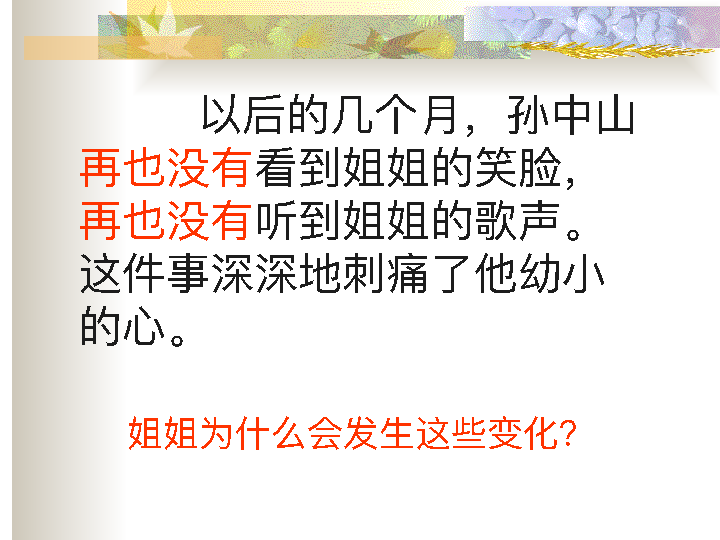 以后的几个月，孙中山
再也没有看到姐姐的笑脸，
再也没有听到姐姐的歌声。
这件事深深地刺痛了他幼小
的心。
姐姐为什么会发生这些变化?